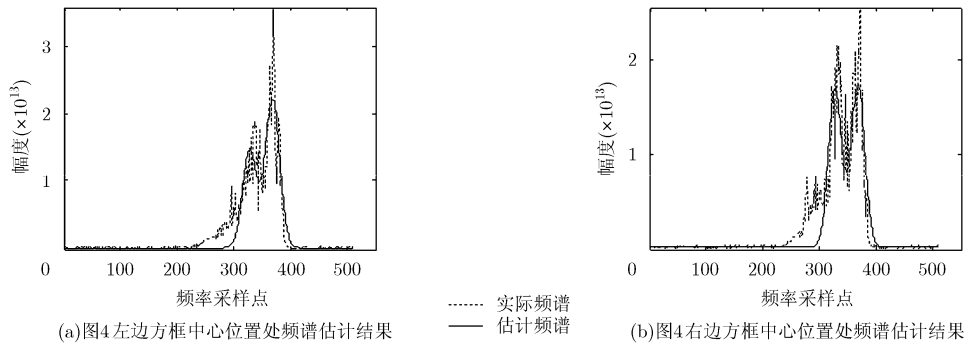 3
2
1
0
100
200
300
400
500
幅度(×10¹³)
频率采样点
(a)图4左边方框中心位置处频谱估计结果
2
1
0
100
200
300
400
500
幅度(×10¹³)
频率采样点
(b)图4右边方框中心位置处频谱估计结果
实际频谱
估计频谱